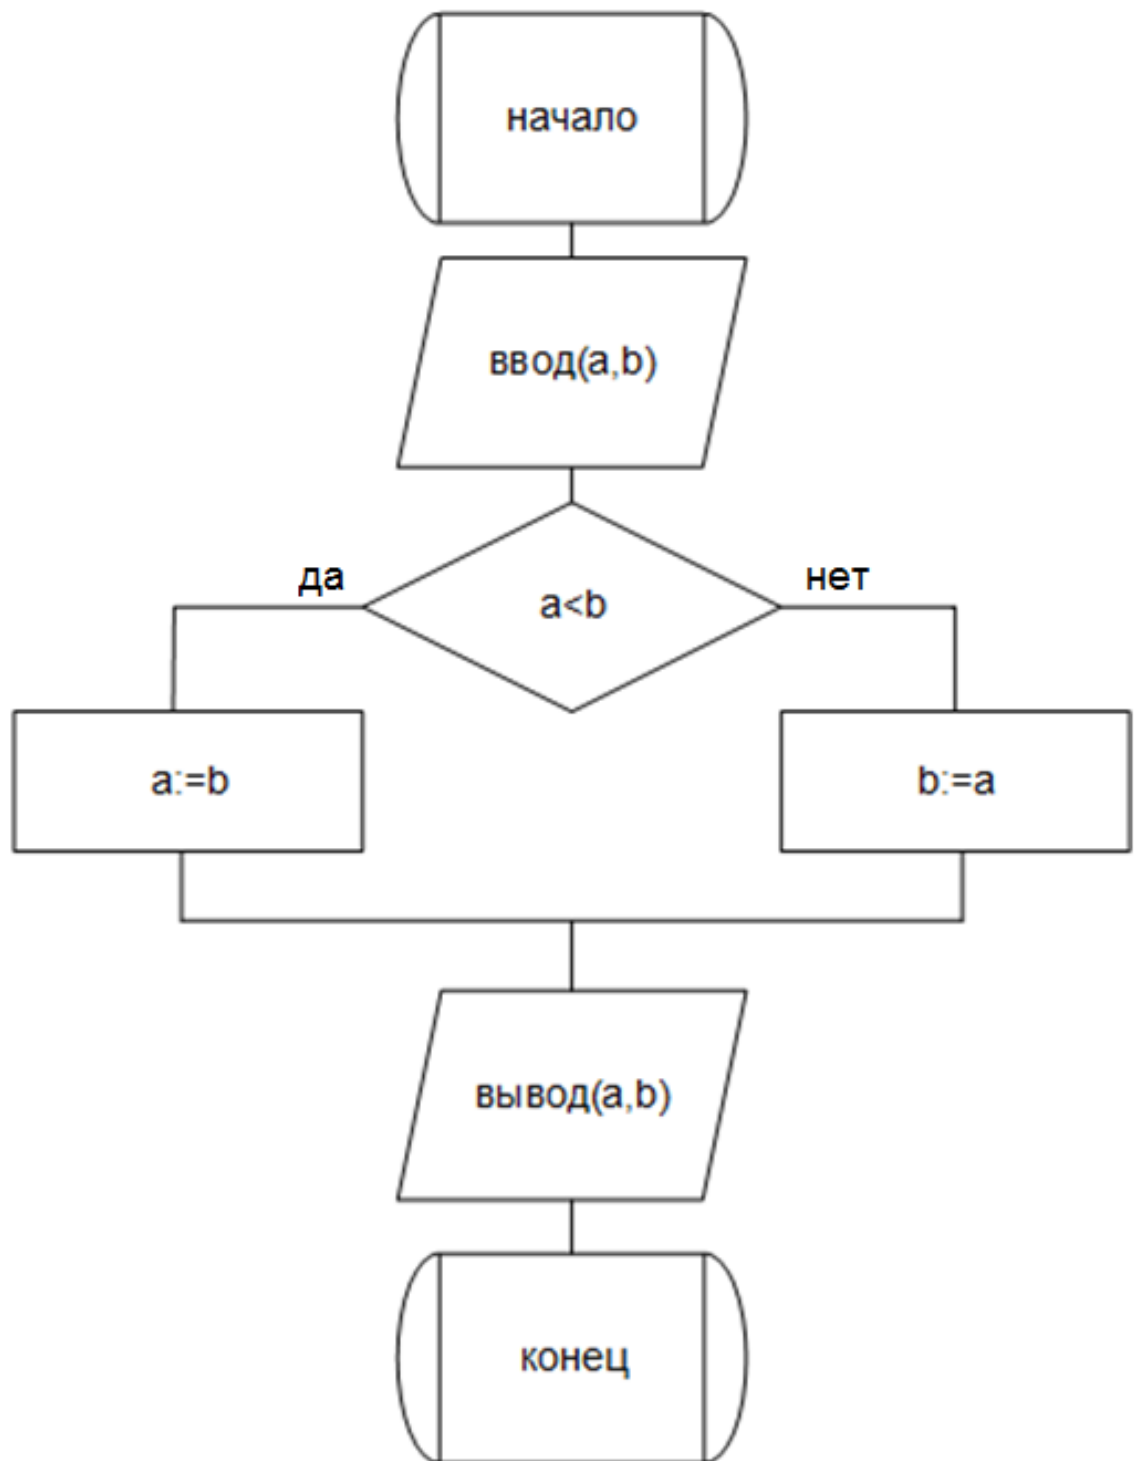 начало
ввод(a,b)
да
a<b
нет
a:=b
b:=a
вывод(a,b)
конец